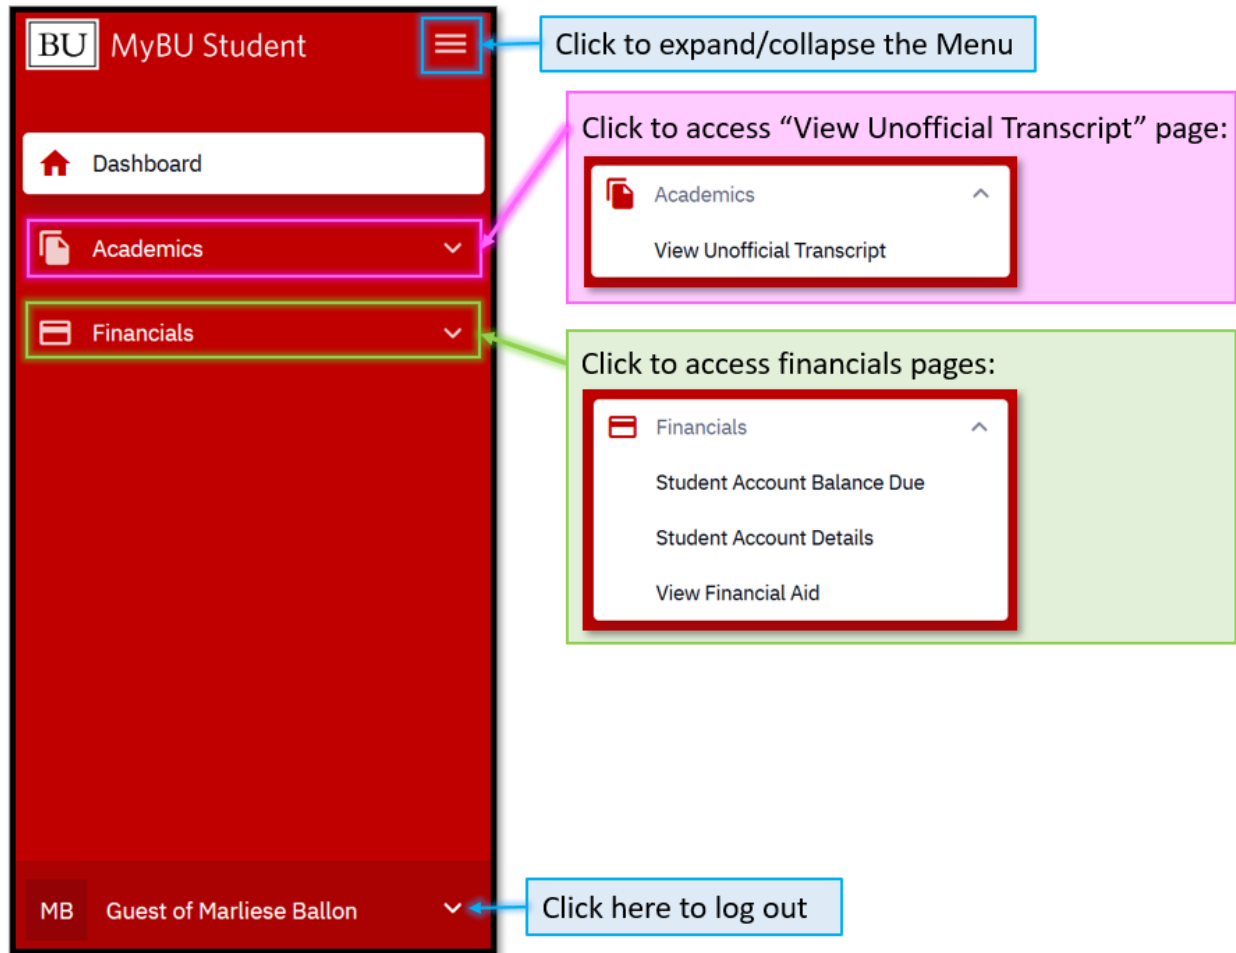 BU MyBU Student
Click to expand/collapse the Menu
Dashboard
Academics
Financials
Click to access “View Unofficial Transcript” page:
Academics
View Unofficial Transcript
Click to access financials pages:
Financials
Student Account Balance Due
Student Account Details
View Financial Aid
MB Guest of Marliese Ballon
Click here to log out